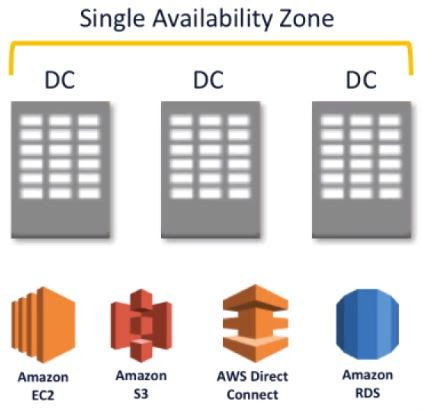 Single Availability Zone
DC DC DC
Amazon EC2
Amazon S3
AWS Direct Connect
Amazon RDS